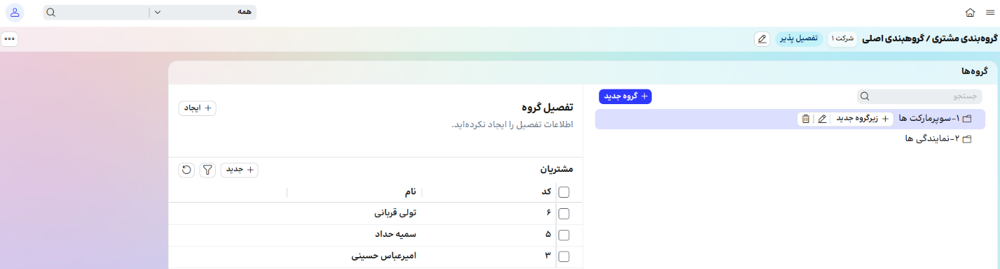 همه
گروه‌بندی مشتری / گروهبندی اصلی شرکت ۱ تفصیل پذیر
گروه‌ها
جستجو
گروه جدید
۱-سوپرمارکت ها زیرگروه جدید
۲-نمایندگی ها
تفصیل گروه
ایجاد
اطلاعات تفصیل را ایجاد نکرده‌اید.
مشتریان
جدید
کد نام
۶ تولی قربانی
۵ سمیه حداد
۳ امیرعباس حسینی